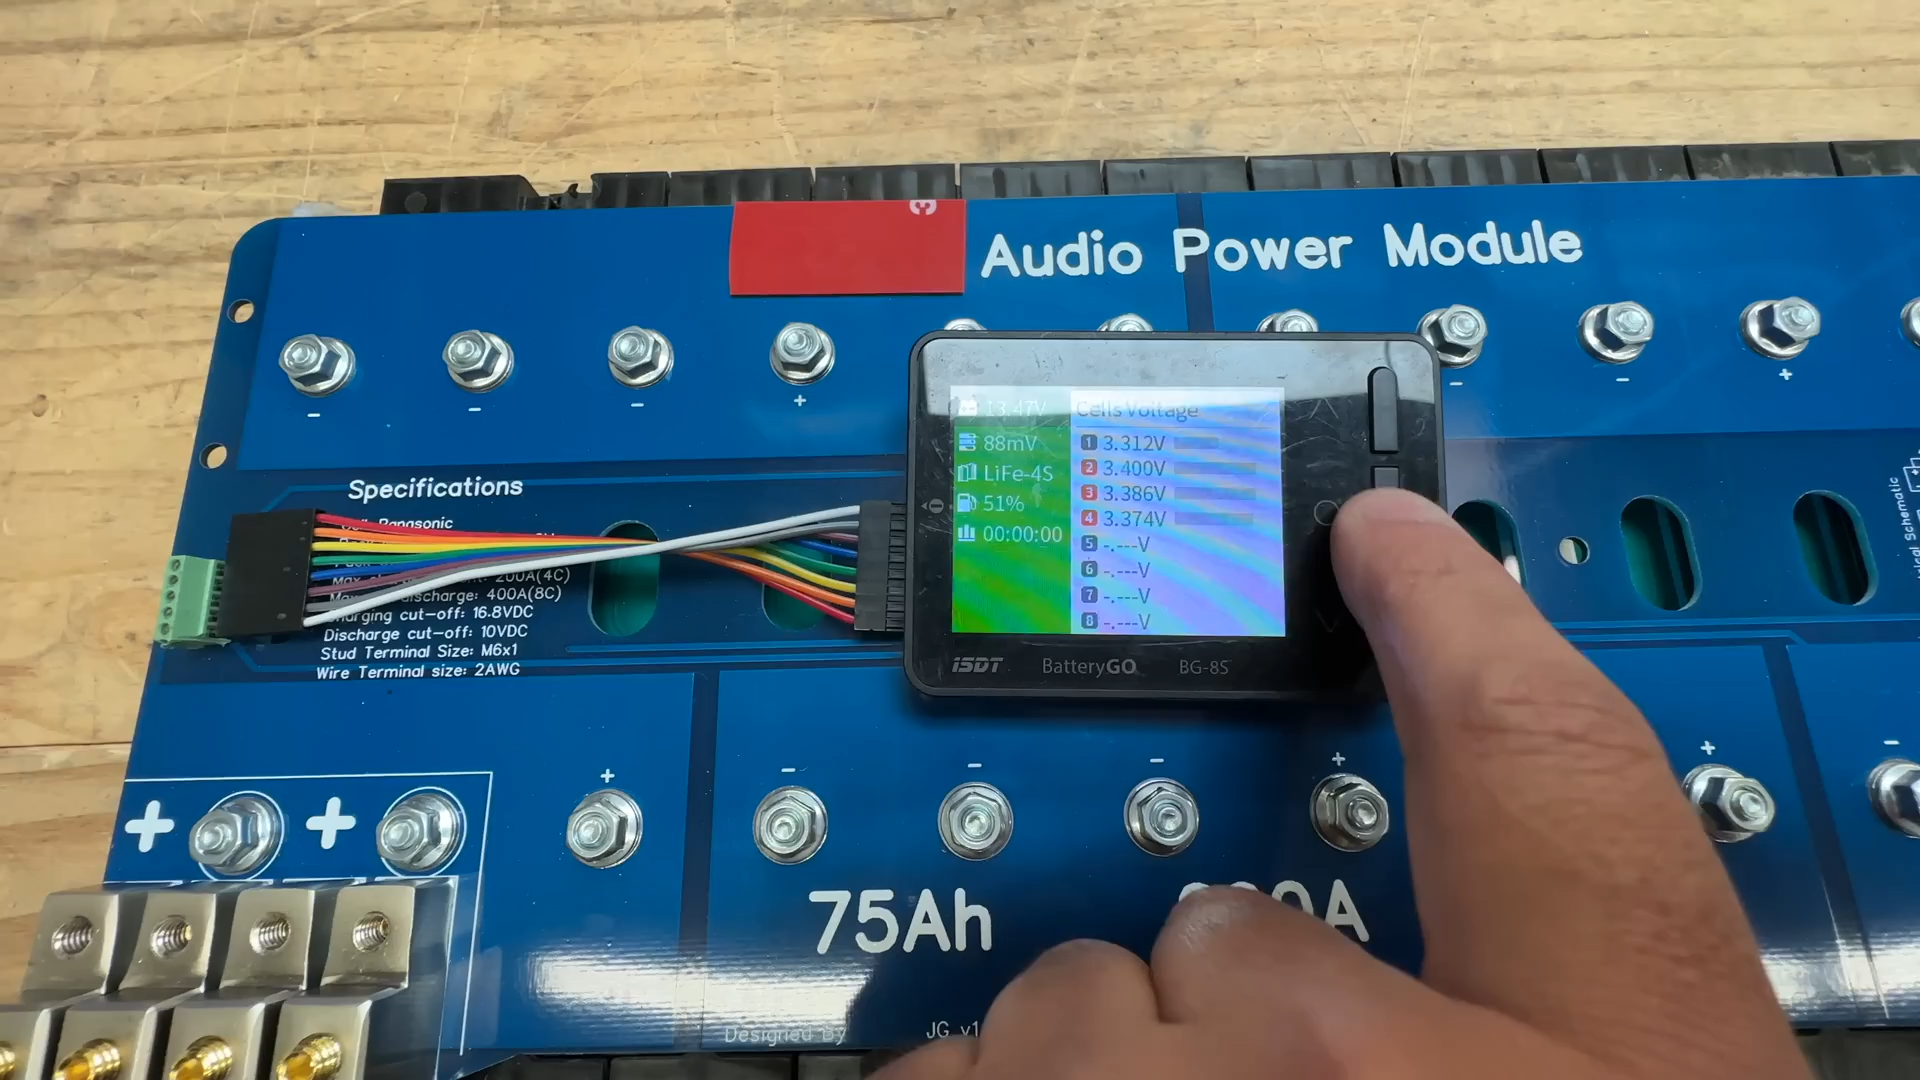 3
Audio Power Module
- - - + - - +
Specifications
Panasonic
200A(4C)
discharge: 400A(8C)
cut-off: 16.8VDC
Discharge cut-off: 10VDC
Stud Terminal Size: M6x1
Wire Terminal size: 2AWG
13.47V
88mV
LiFe-4S
51%
00:00:00
Cells Voltage
1 3.312V
2 3.400V
3 3.386V
4 3.374V
5 -.---V
6 -.---V
7 -.---V
8 -.---V
iSDT BatteryGO BG-8S
Schematic
+ + + - - - + + -
75Ah
A
Designed By JG v1